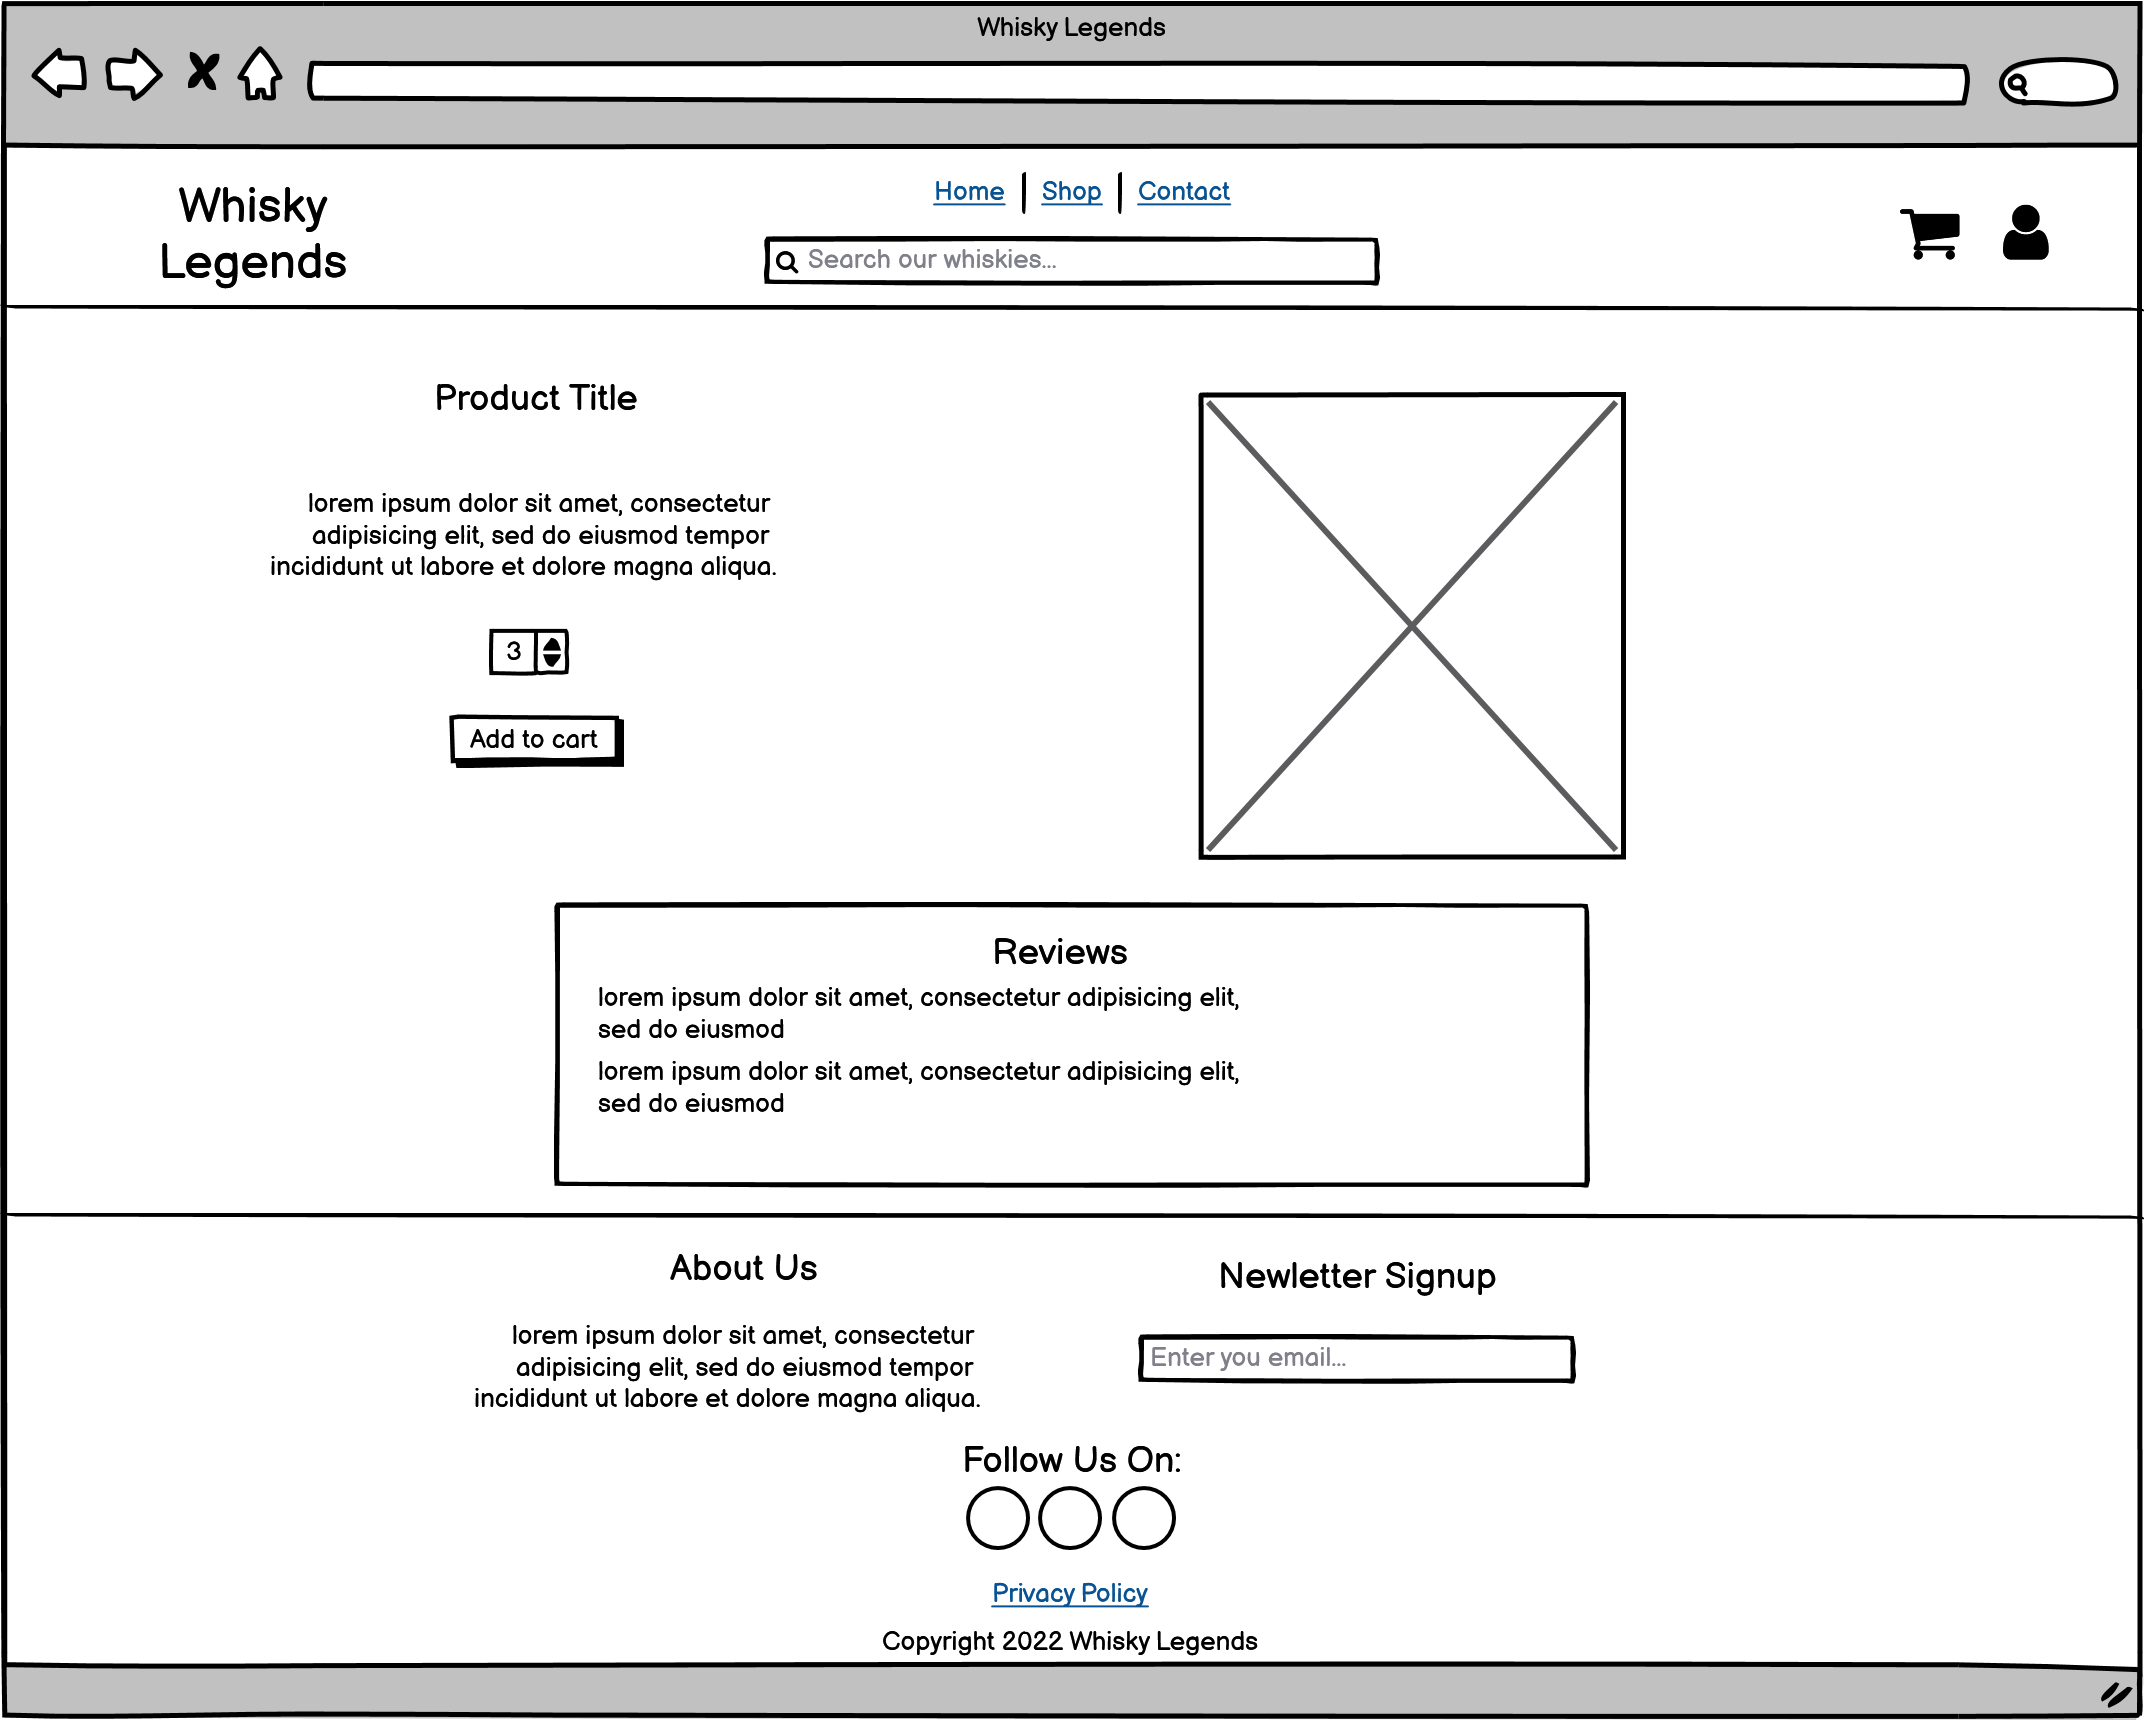 Whisky Legends
Whisky
Legends
Home
Shop
Contact
Search our whiskies...
Product Title
lorem ipsum dolor sit amet, consectetur
adipisicing elit, sed do eiusmod tempor
incididunt ut labore et dolore magna aliqua.
3
Add to cart
Reviews
lorem ipsum dolor sit amet, consectetur adipisicing elit,
sed do eiusmod
lorem ipsum dolor sit amet, consectetur adipisicing elit,
sed do eiusmod
About Us
lorem ipsum dolor sit amet, consectetur
adipisicing elit, sed do eiusmod tempor
incididunt ut labore et dolore magna aliqua.
Newletter Signup
Enter you email...
Follow Us On:
Privacy Policy
Copyright 2022 Whisky Legends